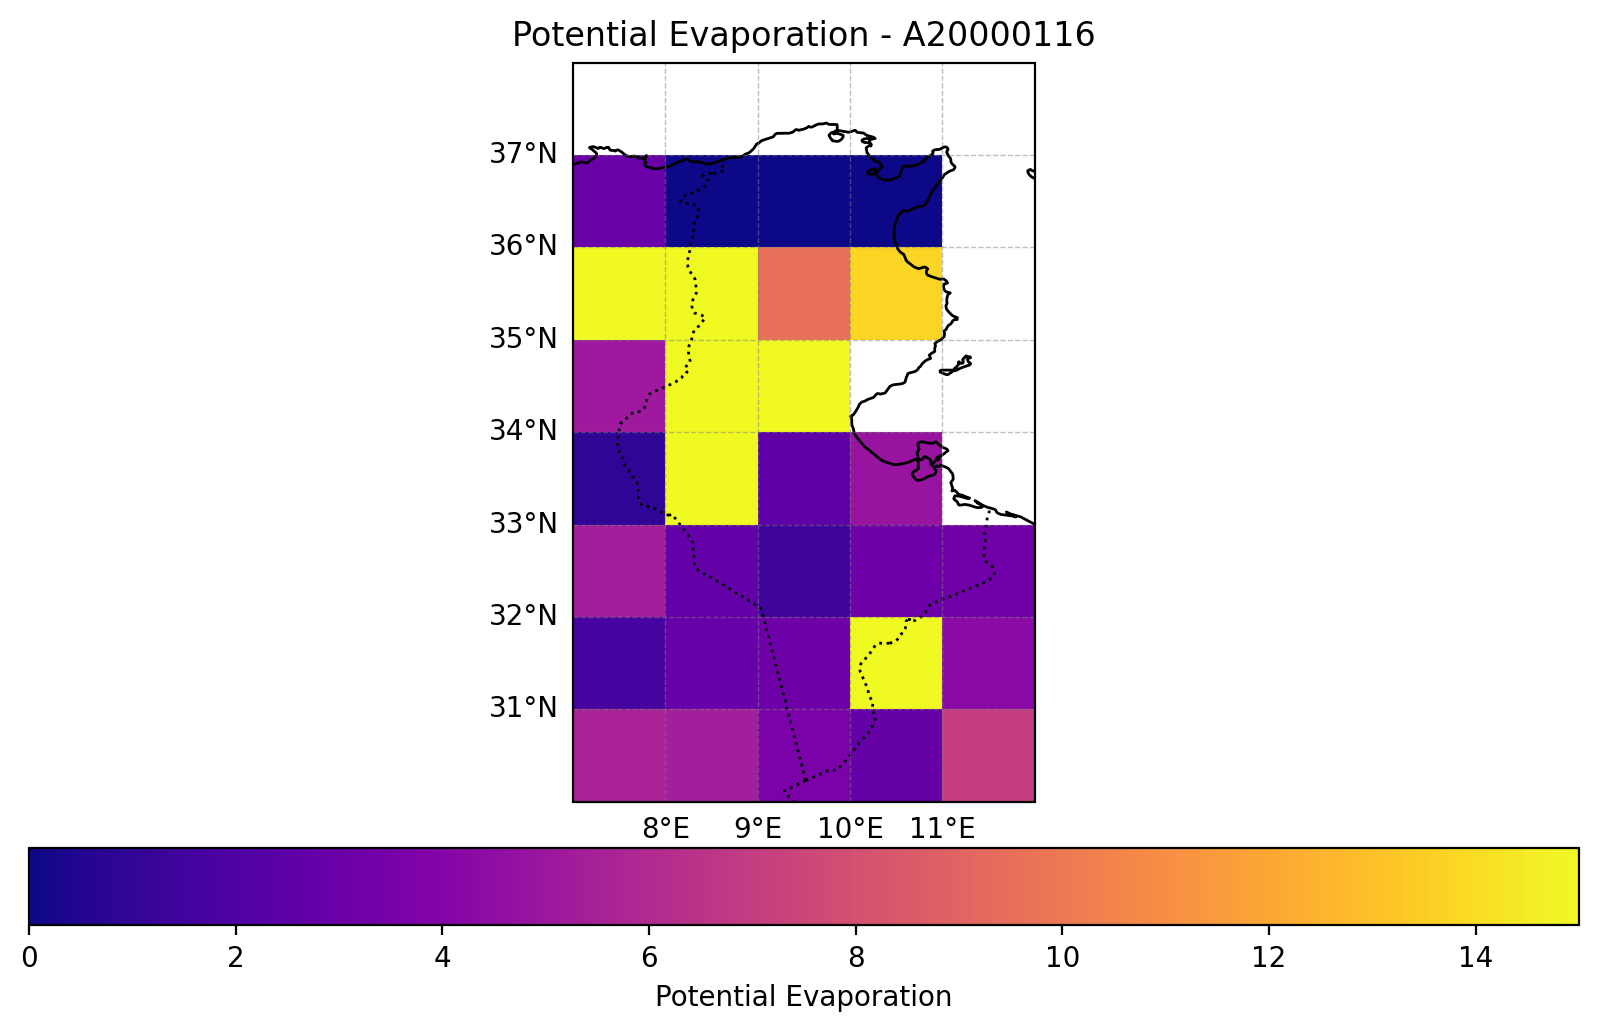 Potential Evaporation - A20000116
37°N
36°N
35°N
34°N
33°N
32°N
31°N
8°E 9°E 10°E 11°E
0 2 4 6 8 10 12 14
Potential Evaporation